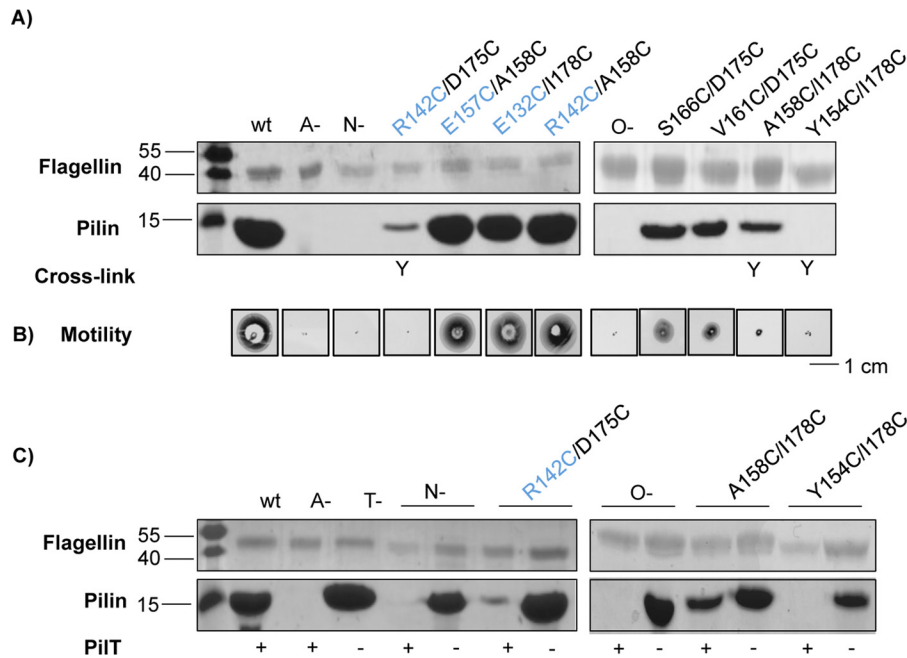 A)
wt A- N- R142C/D175C E157C/A158C E132C/I178C R142C/A158C O- S166C/D175C V161C/D175C A158C/I178C Y154C/I178C
Flagellin 55
40
Pilin 15
Cross-link Y Y Y
B) Motility
1 cm
C)
wt A- T- N- R142C/D175C O- A158C/I178C Y154C/I178C
Flagellin 55
40
Pilin 15
PilT + + - + - + - + - + - + -